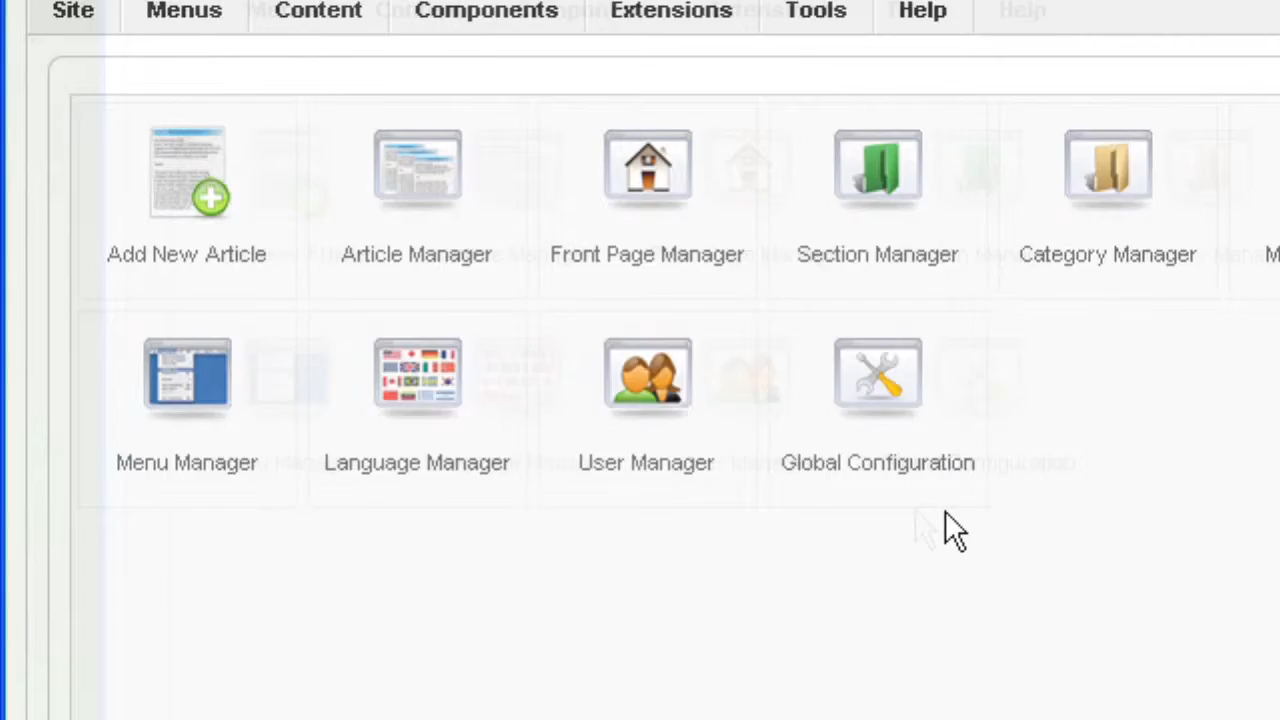 Site Menus Content Components Extensions Tools Help
Add New Article Article Manager Front Page Manager Section Manager Category Manager
Menu Manager Language Manager User Manager Global Configuration